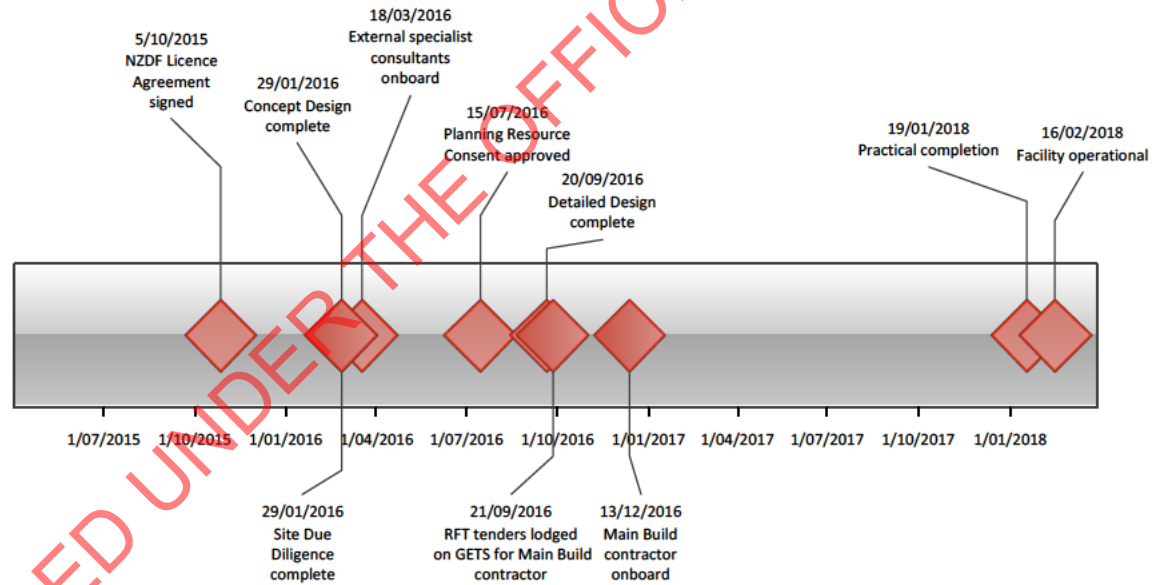 18/03/2016
External specialist
consultants
onboard
5/10/2015
NZDF Licence
Agreement
signed
29/01/2016
Concept Design
complete
15/07/2016
Planning Resource
Consent approved
20/09/2016
Detailed Design
complete
19/01/2018
Practical completion
16/02/2018
Facility operational
1/07/2015 1/10/2015 1/01/2016 1/04/2016 1/07/2016 1/10/2016 1/01/2017 1/04/2017 1/07/2017 1/10/2017 1/01/2018
29/01/2016
Site Due
Diligence
complete
21/09/2016
RFT tenders lodged
on GETS for Main Build
contractor
13/12/2016
Main Build
contractor
onboard
ED UNDER THE OFFIC